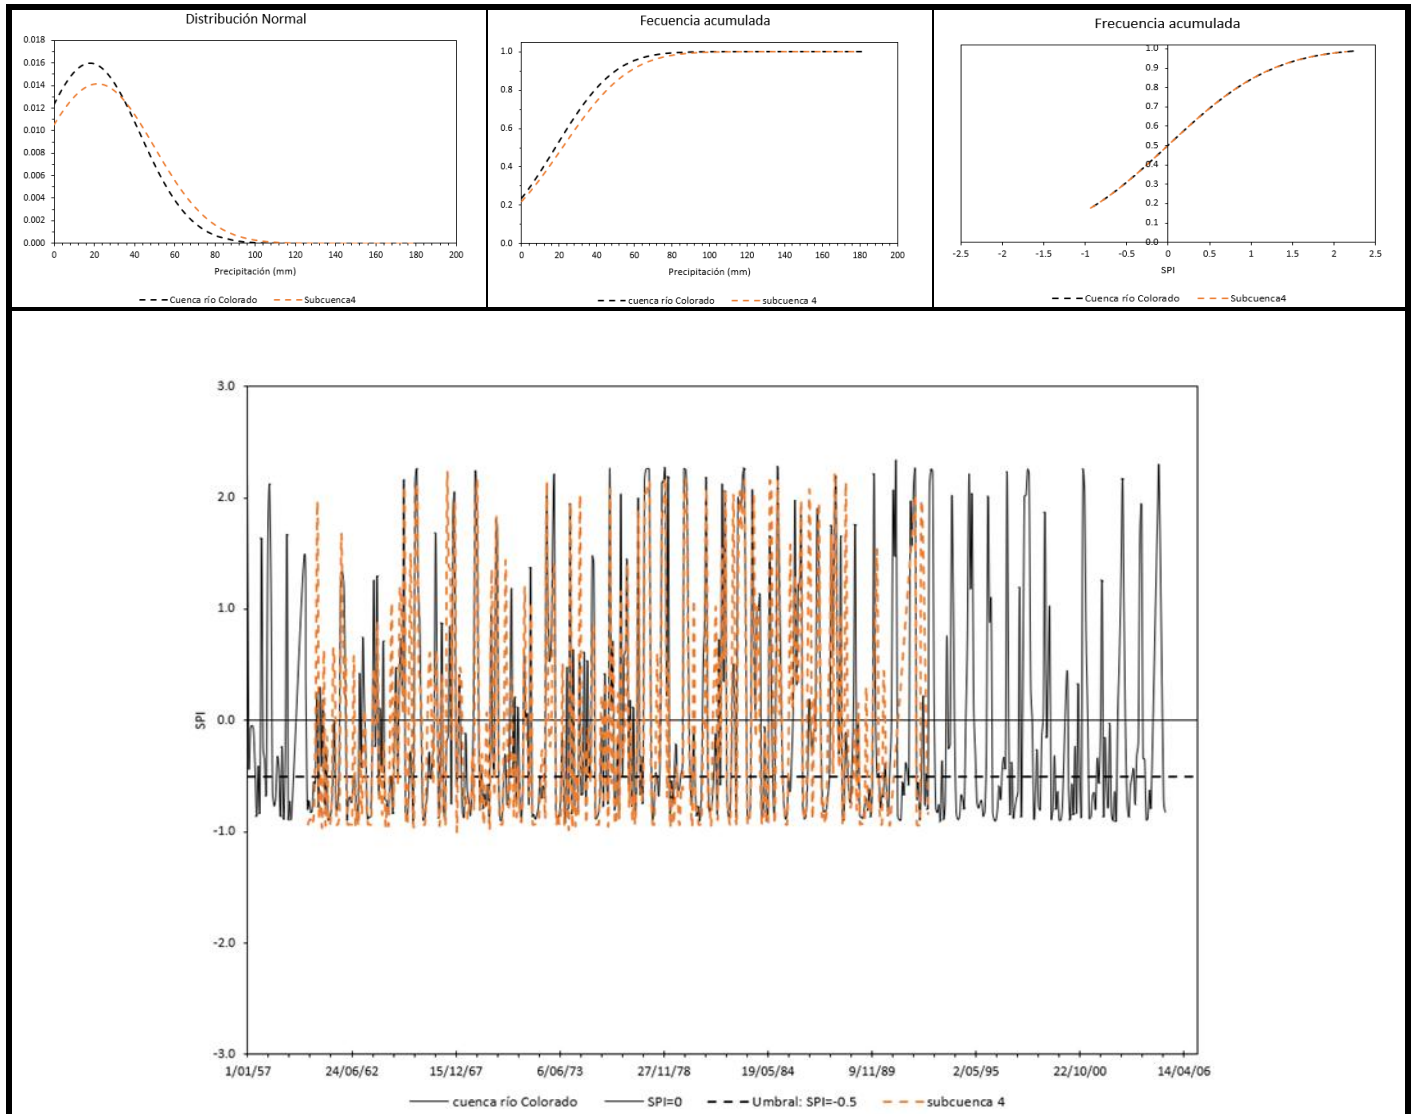 Distribución Normal
0.018
0.016
0.014
0.012
0.010
0.008
0.006
0.004
0.002
0.000
0 20 40 60 80 100 120 140 160 180 200
Precipitación (mm)
Cuenca río Colorado Subcuenca4
Fecuencia acumulada
1.0
0.8
0.6
0.4
0.2
0.0
0 20 40 60 80 100 120 140 160 180 200
Precipitación (mm)
cuenca río Colorado subcuenca 4
Frecuencia acumulada
1.0
0.9
0.8
0.7
0.6
0.5
0.4
0.3
0.2
0.1
0.0
-2.5 -2 -1.5 -1 -0.5 0 0.5 1 1.5 2 2.5
SPI
Cuenca río Colorado Subcuenca4
3.0
2.0
1.0
0.0
-1.0
-2.0
-3.0
SPI
1/01/57 24/06/62 15/12/67 6/06/73 27/11/78 19/05/84 9/11/89 2/05/95 22/10/00 14/04/06
cuenca río Colorado SPI=0 Umbral: SPI=-0.5 subcuenca 4